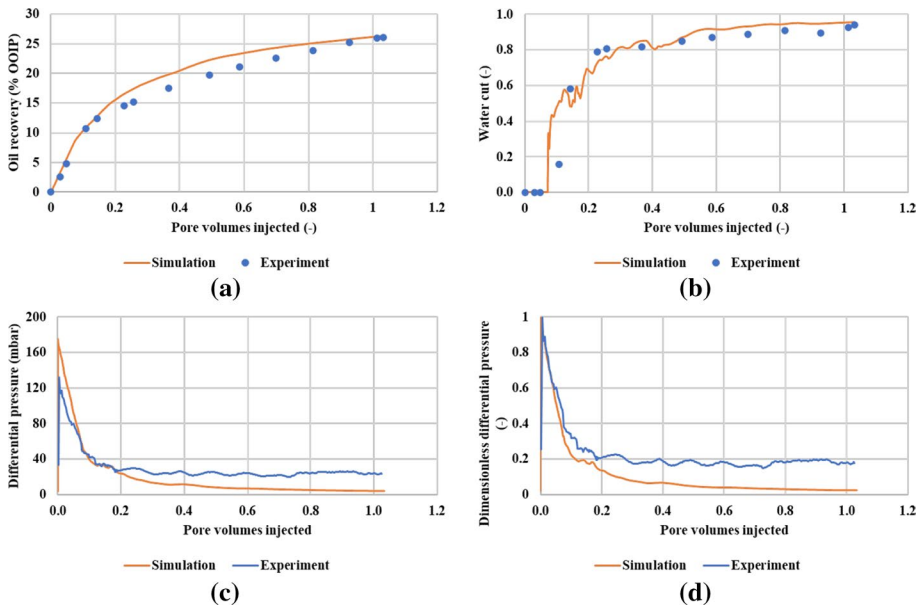 30
25
20
15
10
5
0
Oil recovery (% OOIP)
0 0.2 0.4 0.6 0.8 1 1.2
Pore volumes injected (-)
Simulation Experiment
(a)
1.0
0.8
0.6
0.4
0.2
0.0
Water cut (-)
0 0.2 0.4 0.6 0.8 1 1.2
Pore volumes injected (-)
Simulation Experiment
(b)
200
160
120
80
40
0
Differential pressure (mbar)
0.0 0.2 0.4 0.6 0.8 1.0 1.2
Pore volumes injected
Simulation Experiment
(c)
1
0.8
0.6
0.4
0.2
0
Dimensionless differential pressure
(-)
0.0 0.2 0.4 0.6 0.8 1.0 1.2
Pore volumes injected
Simulation Experiment
(d)